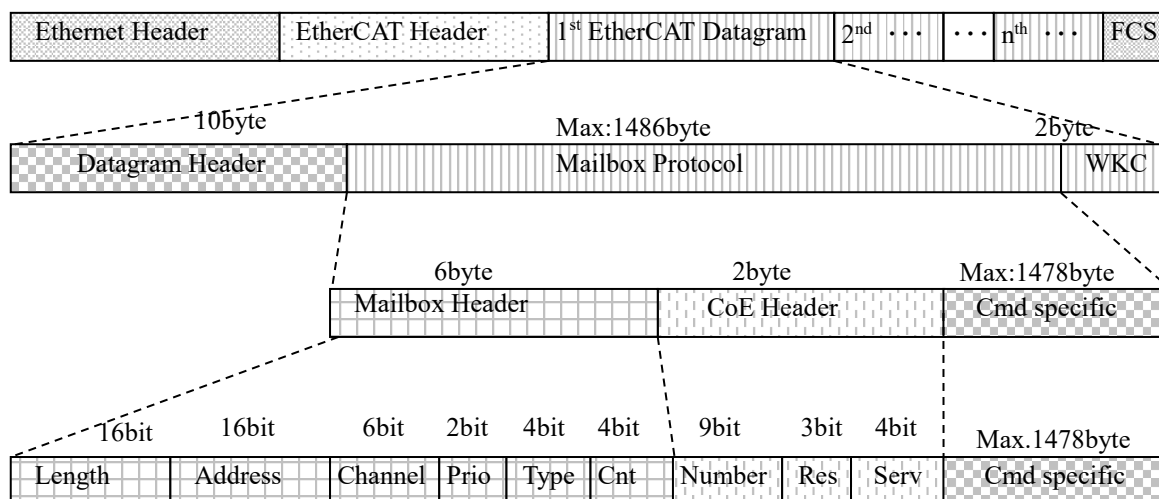 Ethernet Header EtherCAT Header 1st EtherCAT Datagram 2nd ··· ··· nth ··· FCS
10byte Max:1486byte 2byte
Datagram Header Mailbox Protocol WKC
6byte 2byte Max:1478byte
Mailbox Header CoE Header Cmd specific
16bit 16bit 6bit 2bit 4bit 4bit 9bit 3bit 4bit Max.1478byte
Length Address Channel Prio Type Cnt Number Res Serv Cmd specific